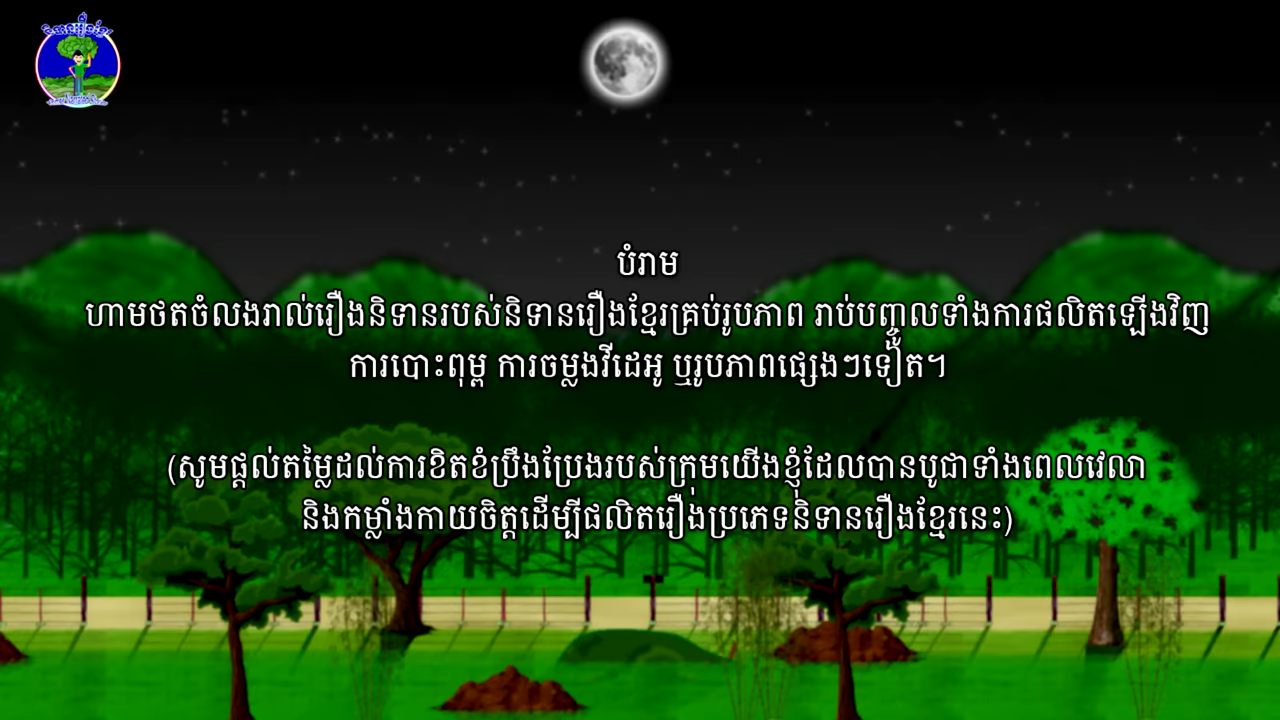 និទានរឿងខ្មែរ
បំរាម
ហាមថតចំលងរាល់រឿងនិទានរបស់និទានរឿងខ្មែរគ្រប់រូបភាព រាប់បញ្ចូលទាំងការផលិតឡើងវិញ
ការបោះពុម្ព ការចម្លងវីដេអូ ឬរូបភាពផ្សេងៗទៀត។
(សូមផ្តល់តម្លៃដល់ការខិតខំប្រឹងប្រែងរបស់ក្រុមយើងខ្ញុំដែលបានបូជាទាំងពេលវេលា
និងកម្លាំងកាយចិត្តដើម្បីផលិតរឿងប្រភេទនិទានរឿងខ្មែរនេះ)